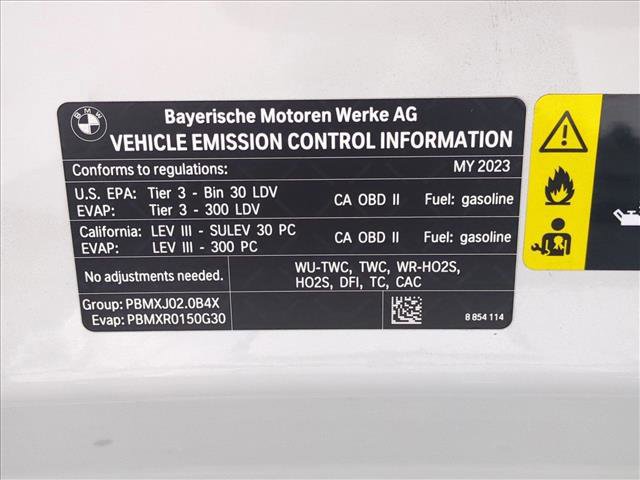 BMW
Bayerische Motoren Werke AG
VEHICLE EMISSION CONTROL INFORMATION
Conforms to regulations: MY 2023
U.S. EPA: Tier 3 - Bin 30 LDV CA OBD II Fuel: gasoline
EVAP: Tier 3 - 300 LDV
California: LEV III - SULEV 30 PC CA OBD II Fuel: gasoline
EVAP: LEV III - 300 PC
No adjustments needed. WU-TWC, TWC, WR-HO2S,
HO2S, DFI, TC, CAC
Group: PBMXJ02.0B4X
Evap: PBMXR0150G30
8 854 114